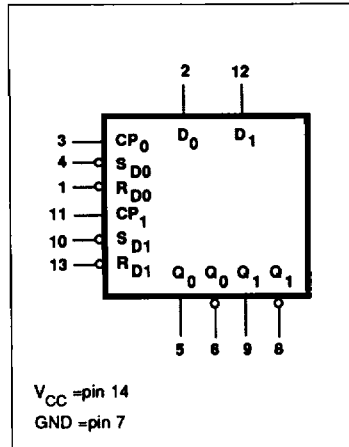 2 12
3 CP0 D0 D1
4 SD0
1 RD0
11 CP1
10 SD1
13 RD1
Q0 Q0 Q1 Q1
5 6 9 8
VCC =pin 14
GND =pin 7